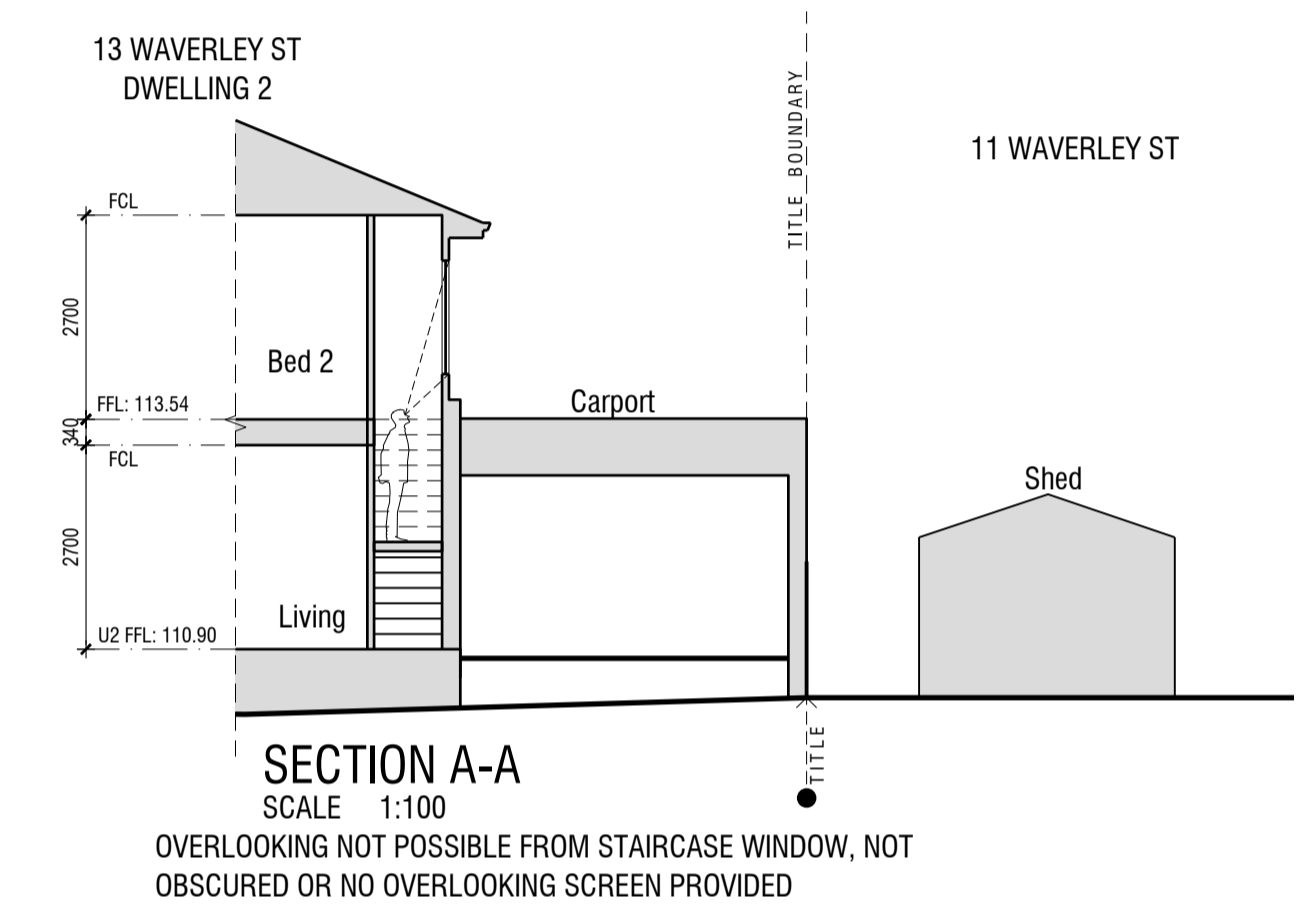 13 WAVERLEY ST
DWELLING 2
TITLE BOUNDARY
11 WAVERLEY ST
FCL
2700
Bed 2
FFL: 113.54
Carport
340
FCL
Shed
2700
Living
U2 FFL: 110.90
TITLE
SECTION A-A
SCALE 1:100
OVERLOOKING NOT POSSIBLE FROM STAIRCASE WINDOW, NOT
OBSCURED OR NO OVERLOOKING SCREEN PROVIDED